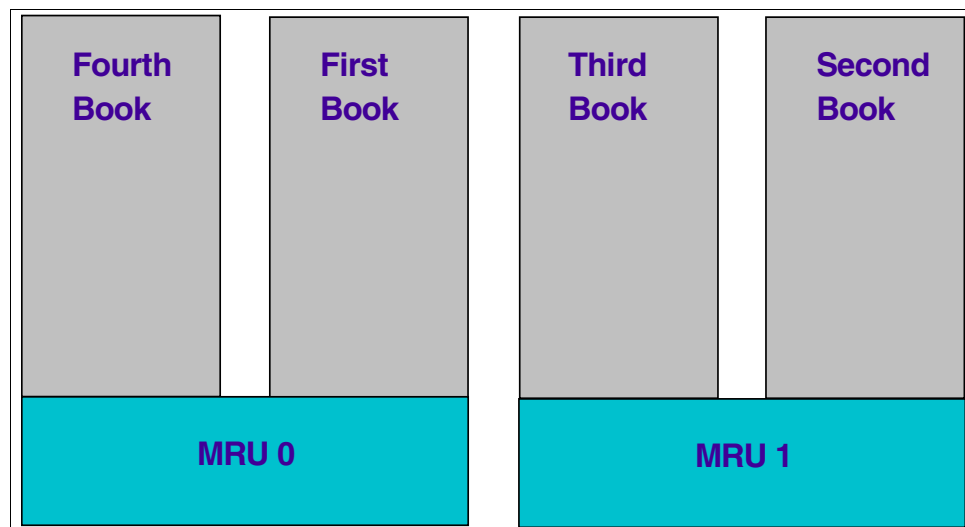 Fourth
Book
First
Book
Third
Book
Second
Book
MRU 0
MRU 1